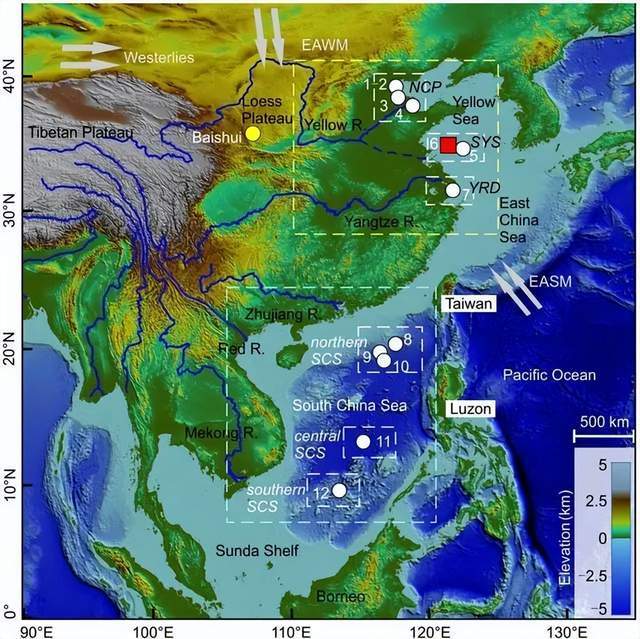 EAWM
Westerlies
40°N
1
2
NCP
3
4
Loess
Plateau
Yellow R.
Yellow
Sea
Tibetan Plateau
Baishui
6
SYS
5
YRD
7
30°N
Yangtze R.
East
China
Sea
EASM
Taiwan
Zhujiang R.
Red R.
northern
SCS
8
9
10
20°N
Pacific Ocean
South China Sea
Luzon
500 km
Mekong R.
central
SCS
11
southern
SCS
12
10°N
Sunda Shelf
Borneo
Elevation(km)
5
2.5
0
−2.5
−5
0°
90°E
100°E
110°E
120°E
130°E